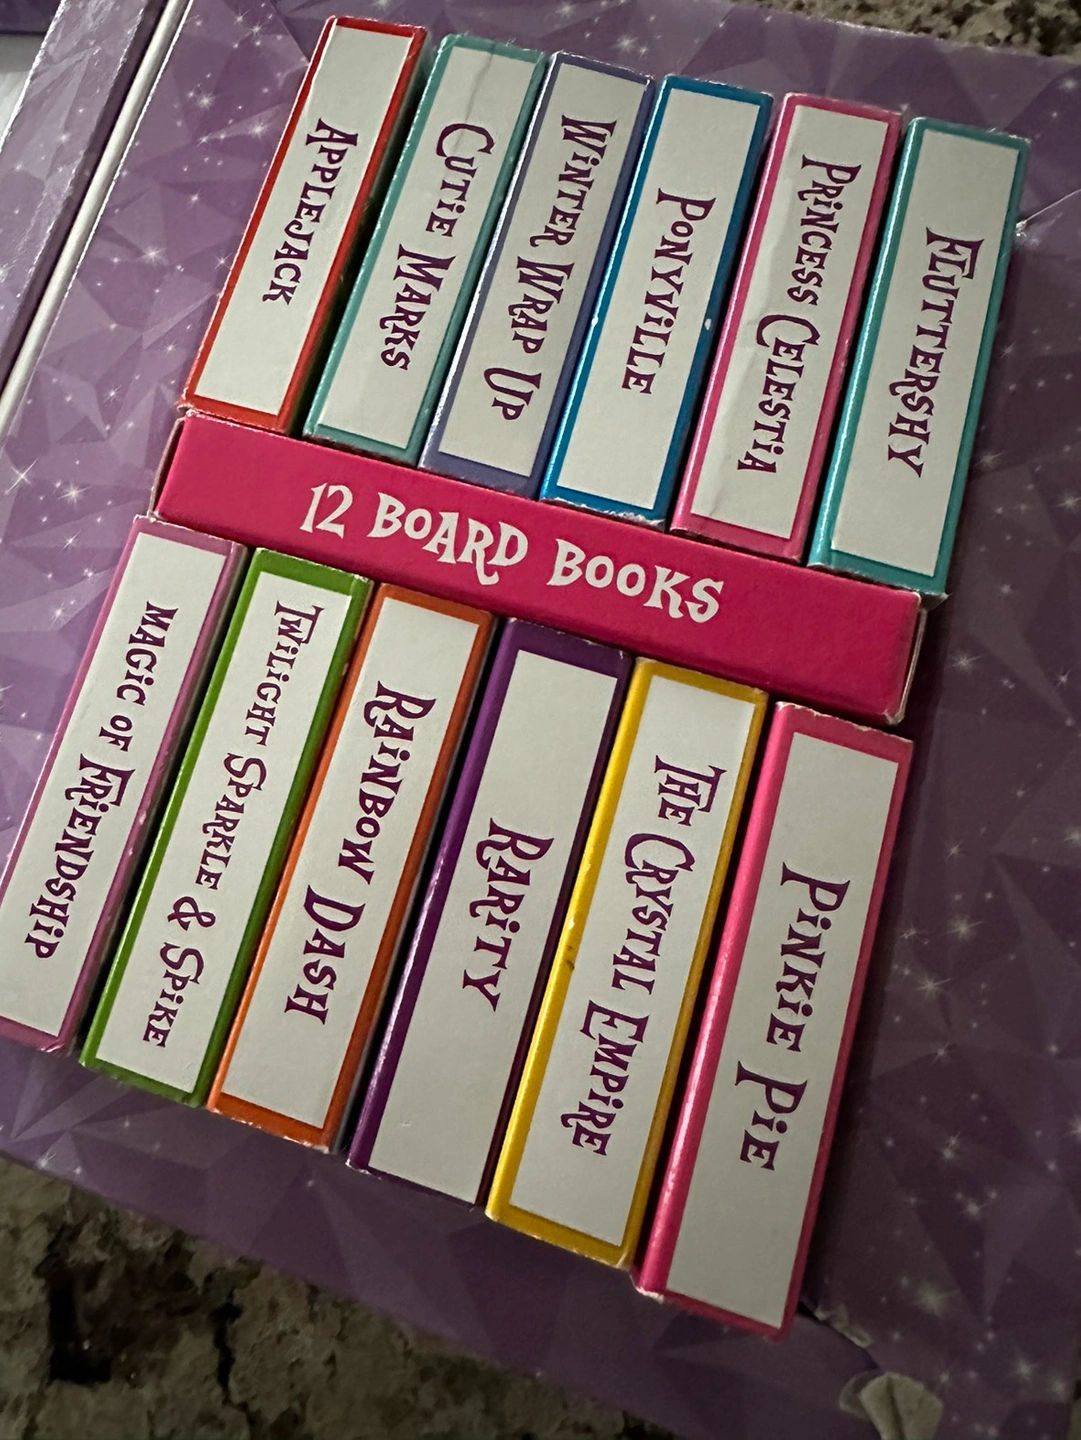 Applejack
Cutie Marks
Winter Wrap Up
Ponyville
Princess Celestia
Fluttershy
12 BOARD BOOKS
Magic of Friendship
Twilight Sparkle & Spike
Rainbow Dash
Rarity
The Crystal Empire
Pinkie Pie